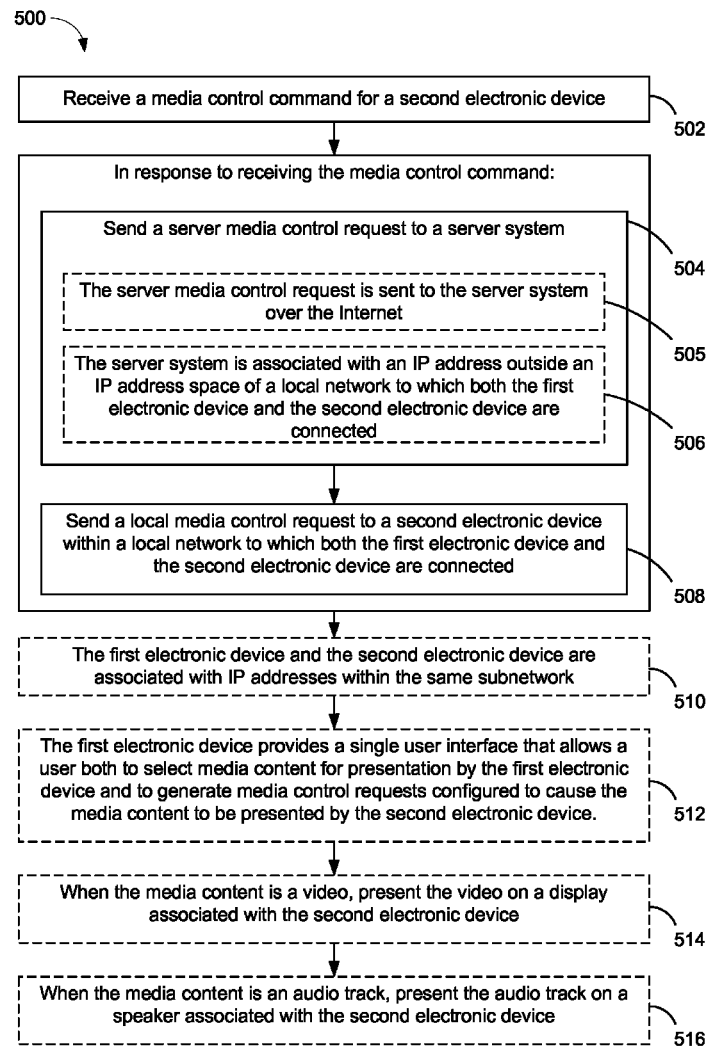 500
Receive a media control command for a second electronic device
502
In response to receiving the media control command:
Send a server media control request to a server system
504
The server media control request is sent to the server system
over the Internet
505
The server system is associated with an IP address outside an
IP address space of a local network to which both the first
electronic device and the second electronic device are
connected
506
Send a local media control request to a second electronic device
within a local network to which both the first electronic device and
the second electronic device are connected
508
The first electronic device and the second electronic device are
associated with IP addresses within the same subnetwork
510
The first electronic device provides a single user interface that allows a
user both to select media content for presentation by the first electronic
device and to generate media control requests configured to cause the
media content to be presented by the second electronic device.
512
When the media content is a video, present the video on a display
associated with the second electronic device
514
When the media content is an audio track, present the audio track on a
speaker associated with the second electronic device
516